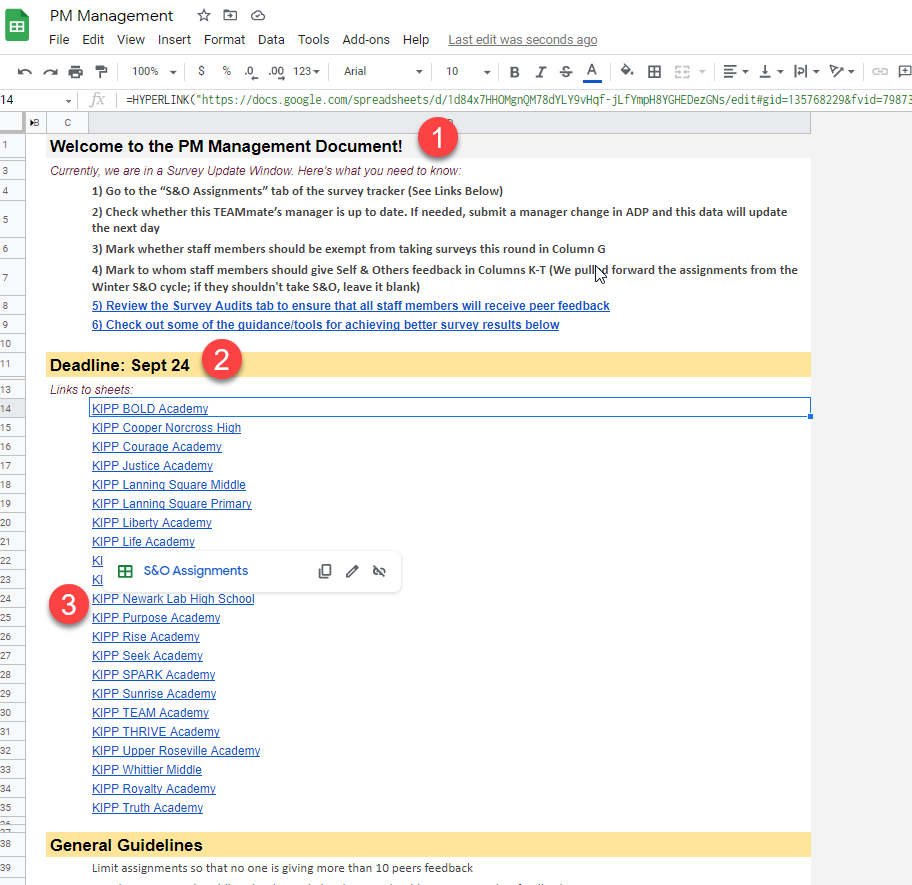 PM Management
File Edit View Insert Format Data Tools Add-ons Help Last edit was seconds ago
100% $ % .0 .00 123 Arial 10 B I S A
14 fx =HYPERLINK("https://docs.google.com/spreadsheets/d/1d84x7HHOMgnQM78dYLY9vHqf-jLfYmpH8YGHEDezGNs/edit#gid=135768229&fvid=79873
B C
1 Welcome to the PM Management Document! 1
3 Currently, we are in a Survey Update Window. Here's what you need to know:
4 1) Go to the “S&O Assignments” tab of the survey tracker (See Links Below)
5 2) Check whether this TEAMmate’s manager is up to date. If needed, submit a manager change in ADP and this data will update
the next day
6 3) Mark whether staff members should be exempt from taking surveys this round in Column G
7 4) Mark to whom staff members should give Self & Others feedback in Columns K-T (We pulled forward the assignments from the
Winter S&O cycle; if they shouldn't take S&O, leave it blank)
8 5) Review the Survey Audits tab to ensure that all staff members will receive peer feedback
9 6) Check out some of the guidance/tools for achieving better survey results below
10
11 Deadline: Sept 24 2
13 Links to sheets:
14 KIPP BOLD Academy
15 KIPP Cooper Norcross High
16 KIPP Courage Academy
17 KIPP Justice Academy
18 KIPP Lanning Square Middle
19 KIPP Lanning Square Primary
20 KIPP Liberty Academy
21 KIPP Life Academy
22 KI
S&O Assignments
23 KI
24 3 KIPP Newark Lab High School
25 KIPP Purpose Academy
26 KIPP Rise Academy
27 KIPP Seek Academy
28 KIPP SPARK Academy
29 KIPP Sunrise Academy
30 KIPP TEAM Academy
31 KIPP THRIVE Academy
32 KIPP Upper Roseville Academy
33 KIPP Whittier Middle
34 KIPP Royalty Academy
35 KIPP Truth Academy
38 General Guidelines
39 Limit assignments so that no one is giving more than 10 peers feedback